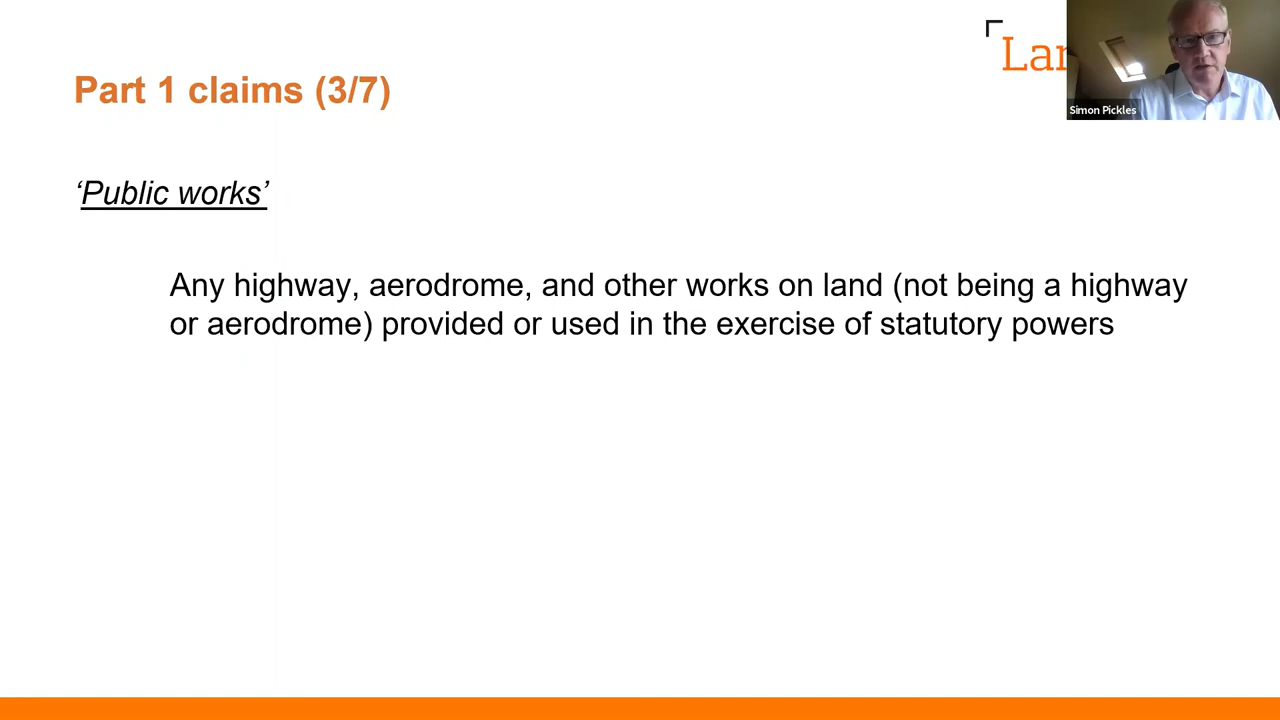 Part 1 claims (3/7)
Simon Pickles
‘Public works’
Any highway, aerodrome, and other works on land (not being a highway
or aerodrome) provided or used in the exercise of statutory powers